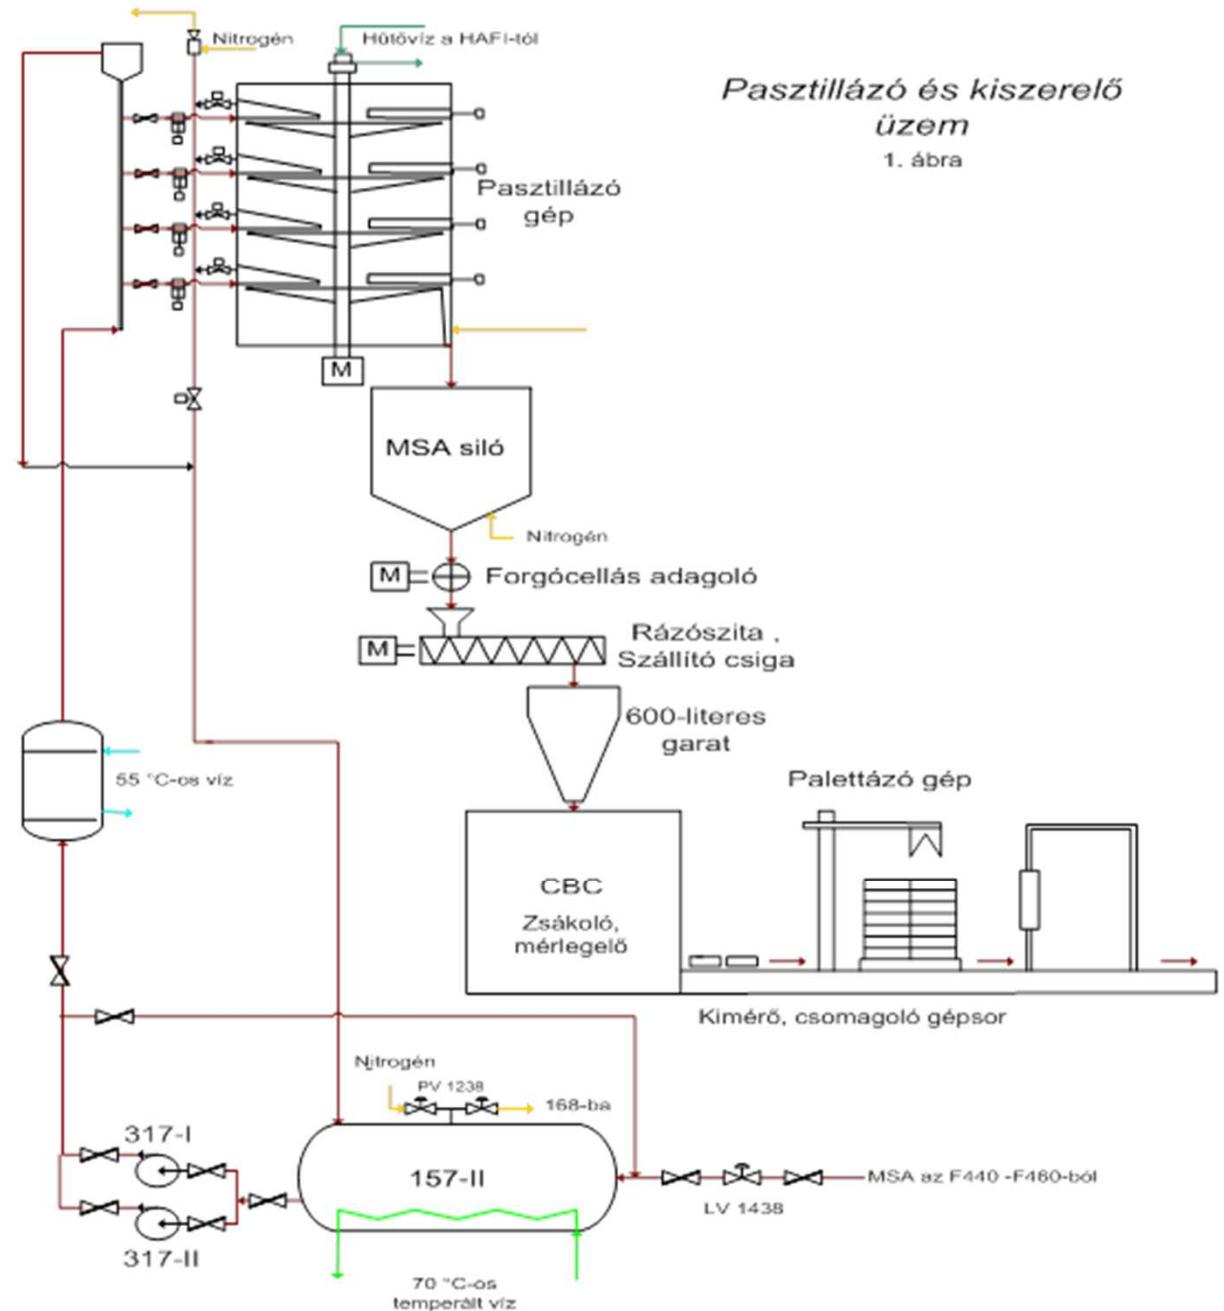 Nitrogén
Hűtővíz a HAFI-tól
Pasztillázó és kiszerelő
üzem
1. ábra
Pasztillázó
gép
M
MSA siló
Nitrogén
M
Forgócellás adagoló
M
Rázószita ,
Szállító csiga
600-literes
garat
55 °C-os víz
Palettázó gép
CBC
Zsákoló,
mérlegelő
Kimérő, csomagoló gépsor
Nitrogén
PV 1238
168-ba
317-I
157-II
MSA az F440 -F460-ból
LV 1438
317-II
70 °C-os
temperált víz